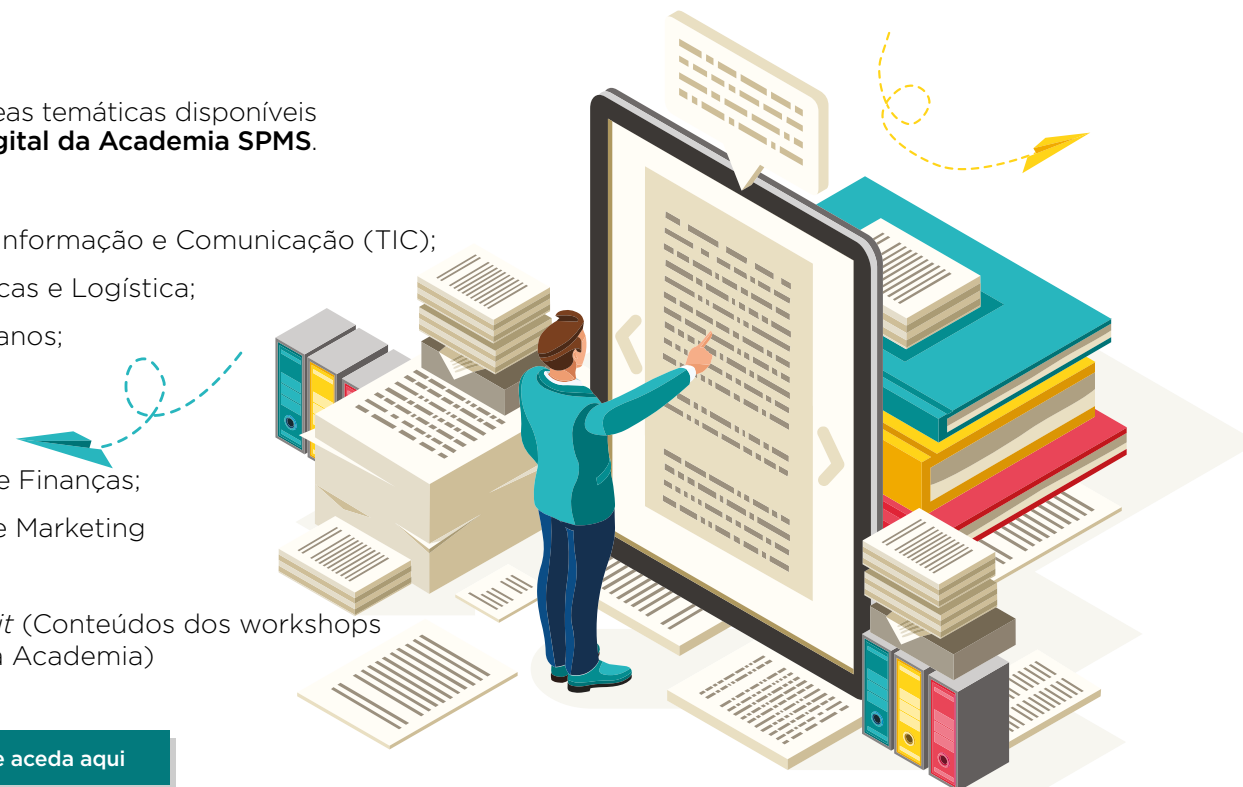 eas temáticas disponíveis
gital da Academia SPMS.
nformação e Comunicação (TIC);
cas e Logística;
anos;
e Finanças;
e Marketing
it (Conteúdos dos workshops
a Academia)
e aceda aqui